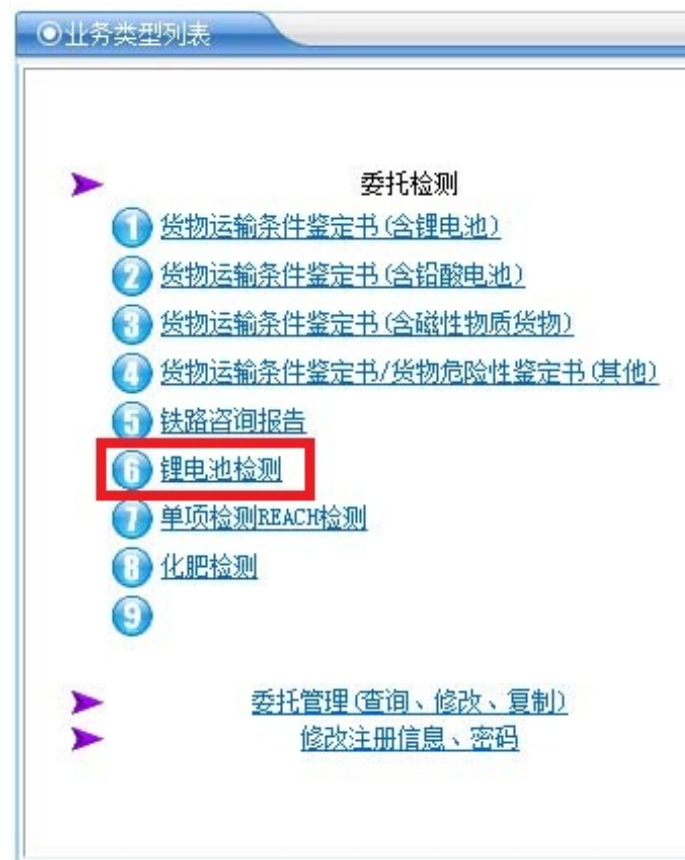 业务类型列表
委托检测
1 货物运输条件鉴定书(含锂电池)
2 货物运输条件鉴定书(含铅酸电池)
3 货物运输条件鉴定书(含磁性物质货物)
4 货物运输条件鉴定书/货物危险性鉴定书(其他)
5 铁路咨询报告
6 锂电池检测
7 单项检测REACH检测
8 化肥检测
9
委托管理(查询、修改、复制)
修改注册信息、密码